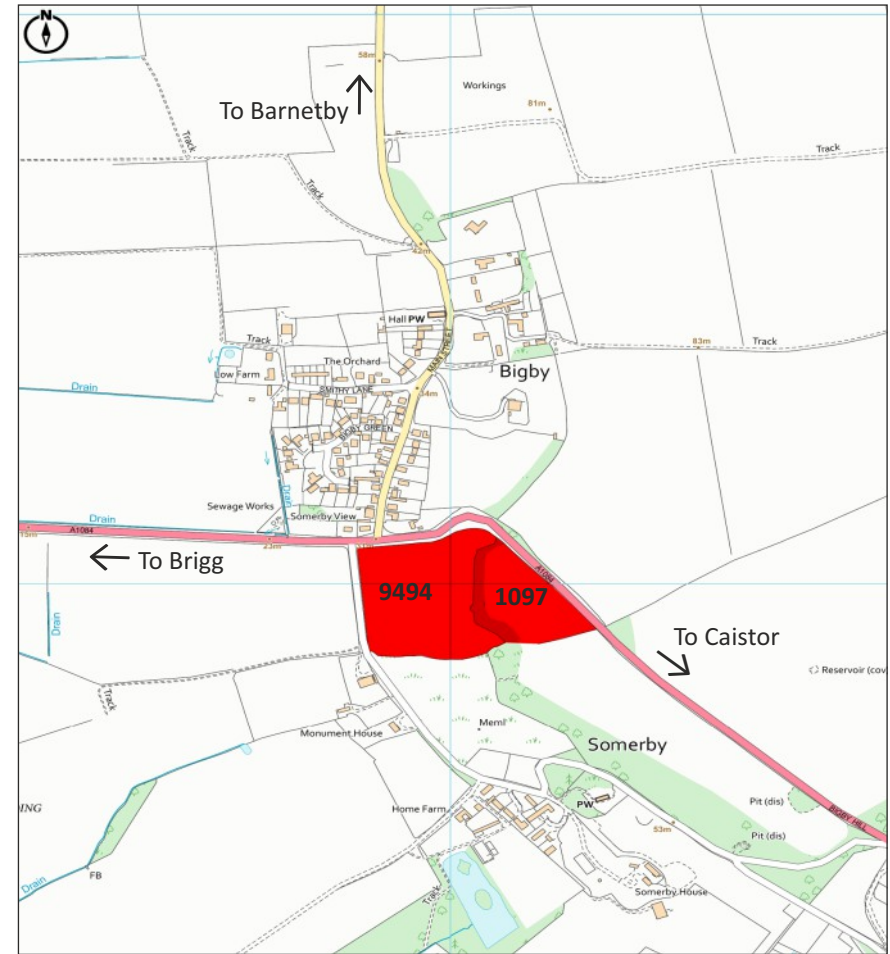 N
58m
Workings
81m
To Barnetby
Track
Track
Track
42m
Hall PW
MAIN STREET
83m
Track
Track
The Orchard
Low Farm
Bigby
SMITHY LANE
34m
Drain
BIGBY GREEN
Drain
Sewage Works
Somerby View
Drain
15m
A1084
23m
To Brigg
A1084
9494
1097
Drain
To Caistor
Reservoir (cov
Track
Meml
Monument House
Somerby
ING
Home Farm
PW
Pit (dis)
BIGBY HILL
53m
Pit (dis)
FB
Drain
Track
Somerby House